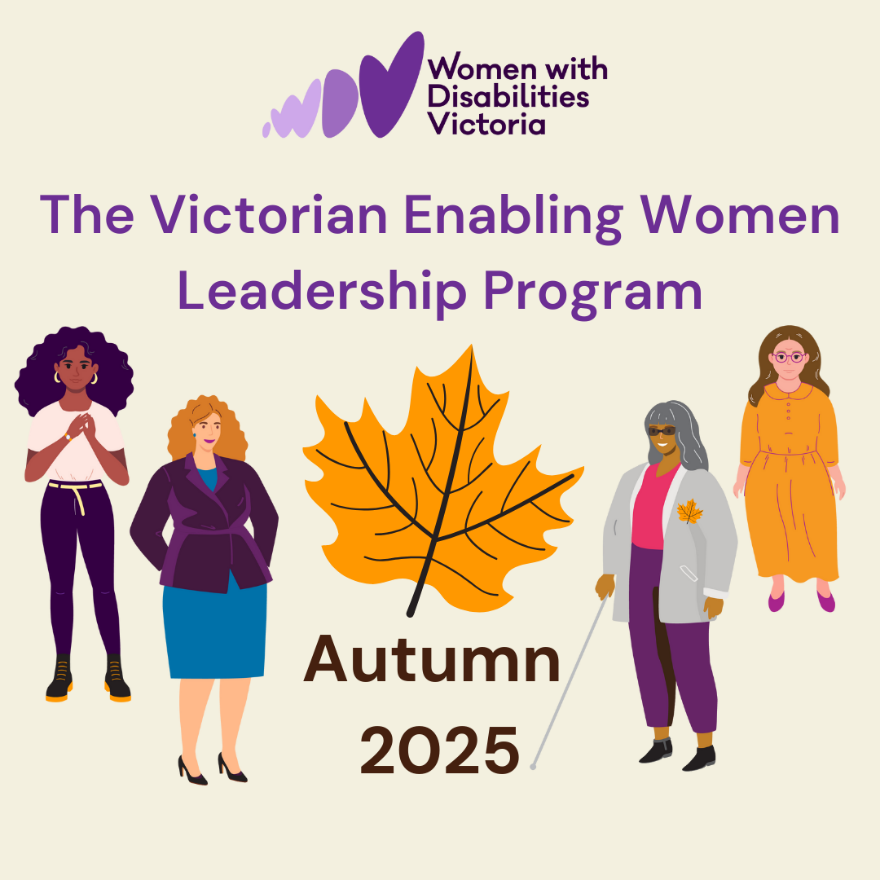 Women with
Disabilities
Victoria
The Victorian Enabling Women
Leadership Program
Autumn
2025